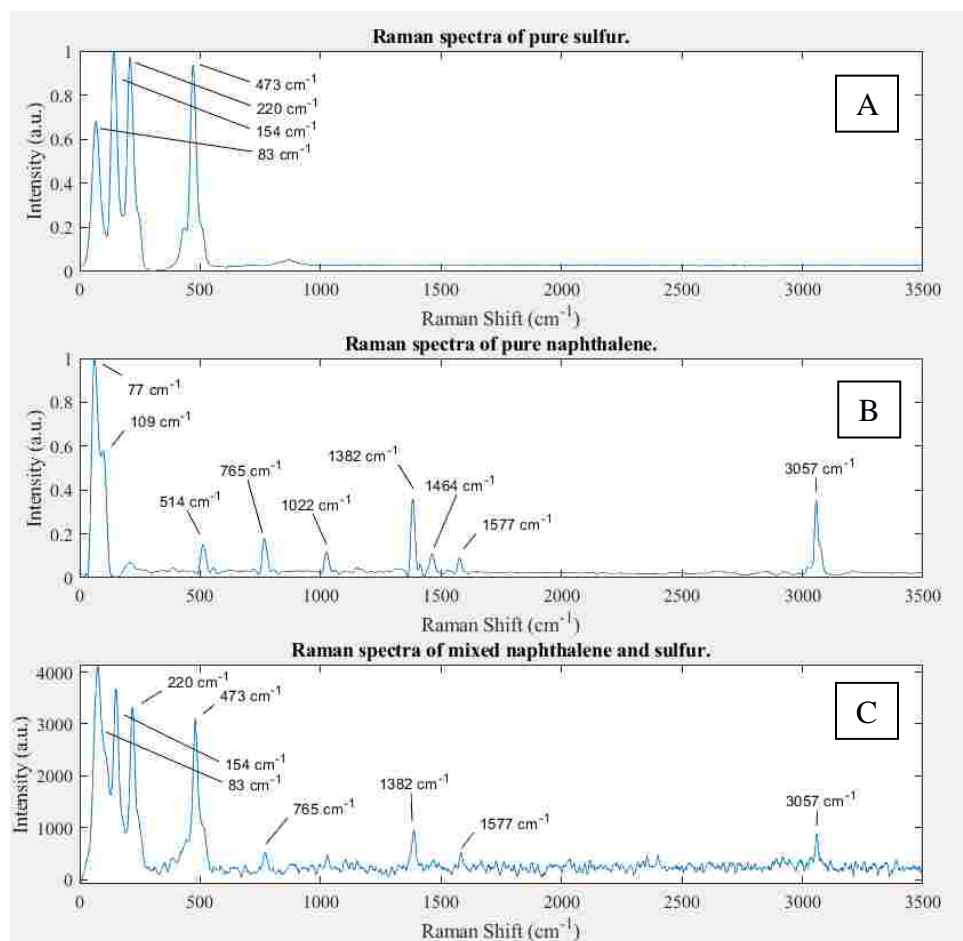 Raman spectra of pure sulfur.
A
Intensity (a.u.)
1
0.8
0.6
0.4
0.2
0
473 cm⁻¹
220 cm⁻¹
154 cm⁻¹
83 cm⁻¹
0 500 1000 1500 2000 2500 3000 3500
Raman Shift (cm⁻¹)
Raman spectra of pure naphthalene.
B
Intensity (a.u.)
1
0.8
0.6
0.4
0.2
0
77 cm⁻¹
109 cm⁻¹
514 cm⁻¹
765 cm⁻¹
1022 cm⁻¹
1382 cm⁻¹
1464 cm⁻¹
1577 cm⁻¹
3057 cm⁻¹
0 500 1000 1500 2000 2500 3000 3500
Raman Shift (cm⁻¹)
Raman spectra of mixed naphthalene and sulfur.
C
Intensity (a.u.)
4000
3000
2000
1000
0
220 cm⁻¹
473 cm⁻¹
154 cm⁻¹
83 cm⁻¹
765 cm⁻¹
1382 cm⁻¹
1577 cm⁻¹
3057 cm⁻¹
0 500 1000 1500 2000 2500 3000 3500
Raman Shift (cm⁻¹)